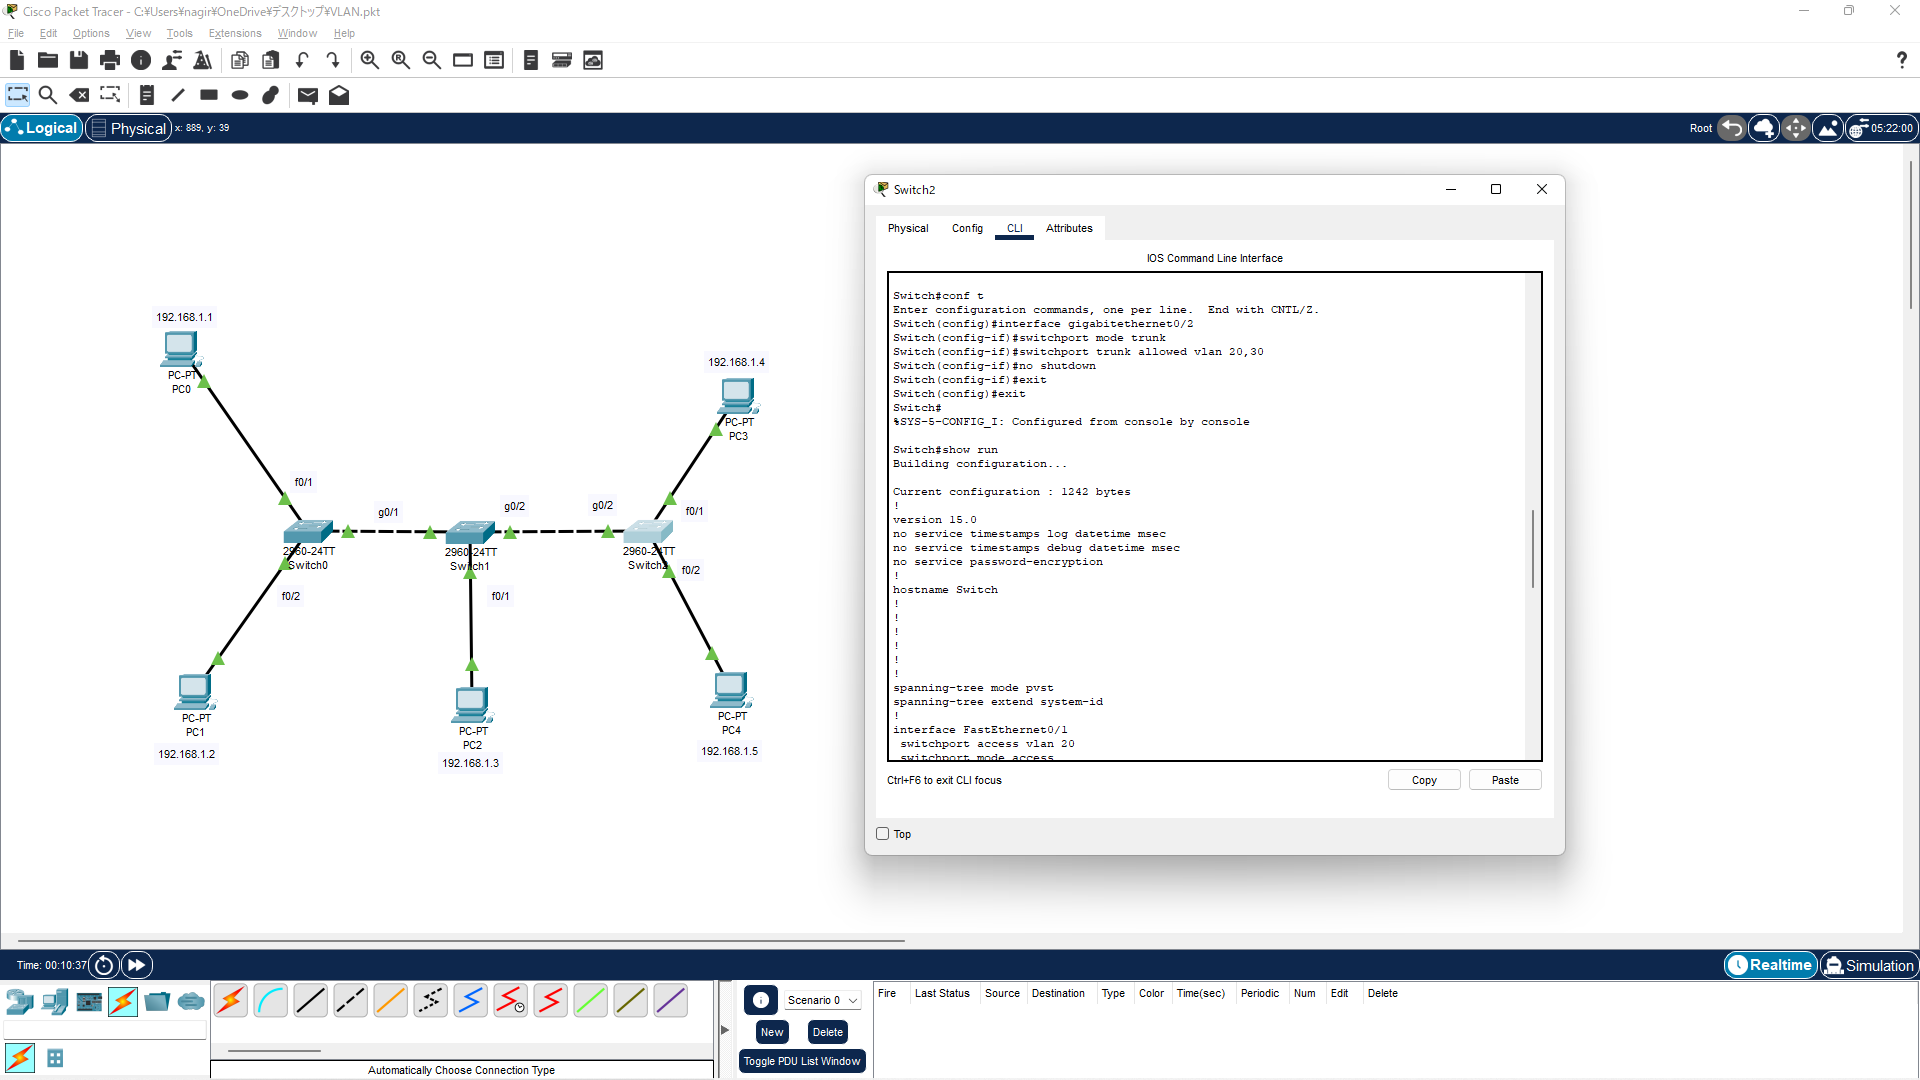 Cisco Packet Tracer - C:¥Users¥nagir¥OneDrive¥デスクトップ¥VLAN.pkt
File Edit Options View Tools Extensions Window Help
Logical Physical x: 889, y: 39 Root 05:22:00
Switch2
Physical Config CLI Attributes
IOS Command Line Interface
Switch#conf t
Enter configuration commands, one per line. End with CNTL/Z.
Switch(config)#interface gigabitethernet0/2
Switch(config-if)#switchport mode trunk
Switch(config-if)#switchport trunk allowed vlan 20,30
Switch(config-if)#no shutdown
Switch(config-if)#exit
Switch(config)#exit
Switch#
%SYS-5-CONFIG_I: Configured from console by console
Switch#show run
Building configuration...
Current configuration : 1242 bytes
!
version 15.0
no service timestamps log datetime msec
no service timestamps debug datetime msec
no service password-encryption
!
hostname Switch
!
!
!
!
!
!
spanning-tree mode pvst
spanning-tree extend system-id
!
interface FastEthernet0/1
switchport access vlan 20
switchport mode access
Ctrl+F6 to exit CLI focus
Copy
Paste
Top
192.168.1.1
PC-PT
PC0
192.168.1.4
PC-PT
PC3
f0/1
g0/1
g0/2
g0/2
f0/1
2960-24TT
Switch0
2960-24TT
Switch1
2960-24TT
Switch2
f0/2
f0/1
f0/2
PC-PT
PC1
192.168.1.2
PC-PT
PC2
192.168.1.3
PC-PT
PC4
192.168.1.5
Time: 00:10:37
Realtime
Simulation
Scenario 0
New
Delete
Toggle PDU List Window
Fire Last Status Source Destination Type Color Time(sec) Periodic Num Edit Delete
Automatically Choose Connection Type